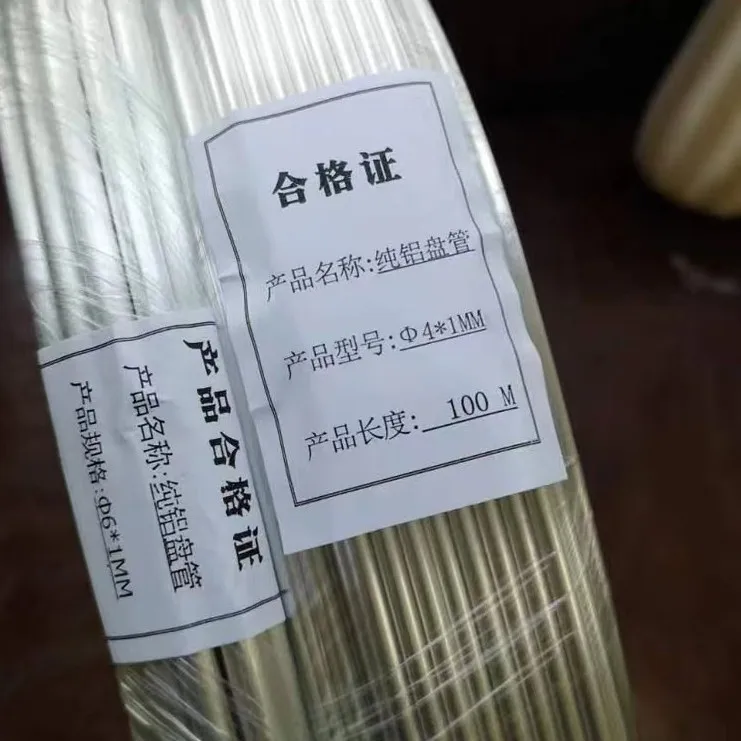 合格证
产品名称:纯铝盘管
产品型号:Φ4*1MM
产品长度: 100 M
产品合格证
产品名称:纯铝盘管
产品规格:Φ6*1MM